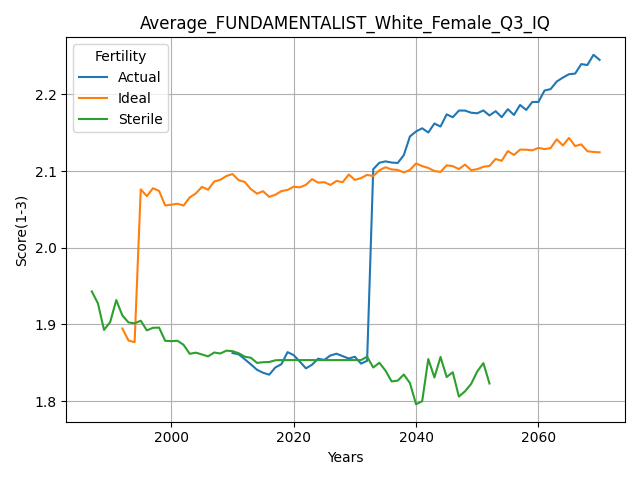 Average_FUNDAMENTALIST_White_Female_Q3_IQ
Fertility
Actual
Ideal
Sterile
Score(1-3)
2.2
2.1
2.0
1.9
1.8
2000
2020
2040
2060
Years